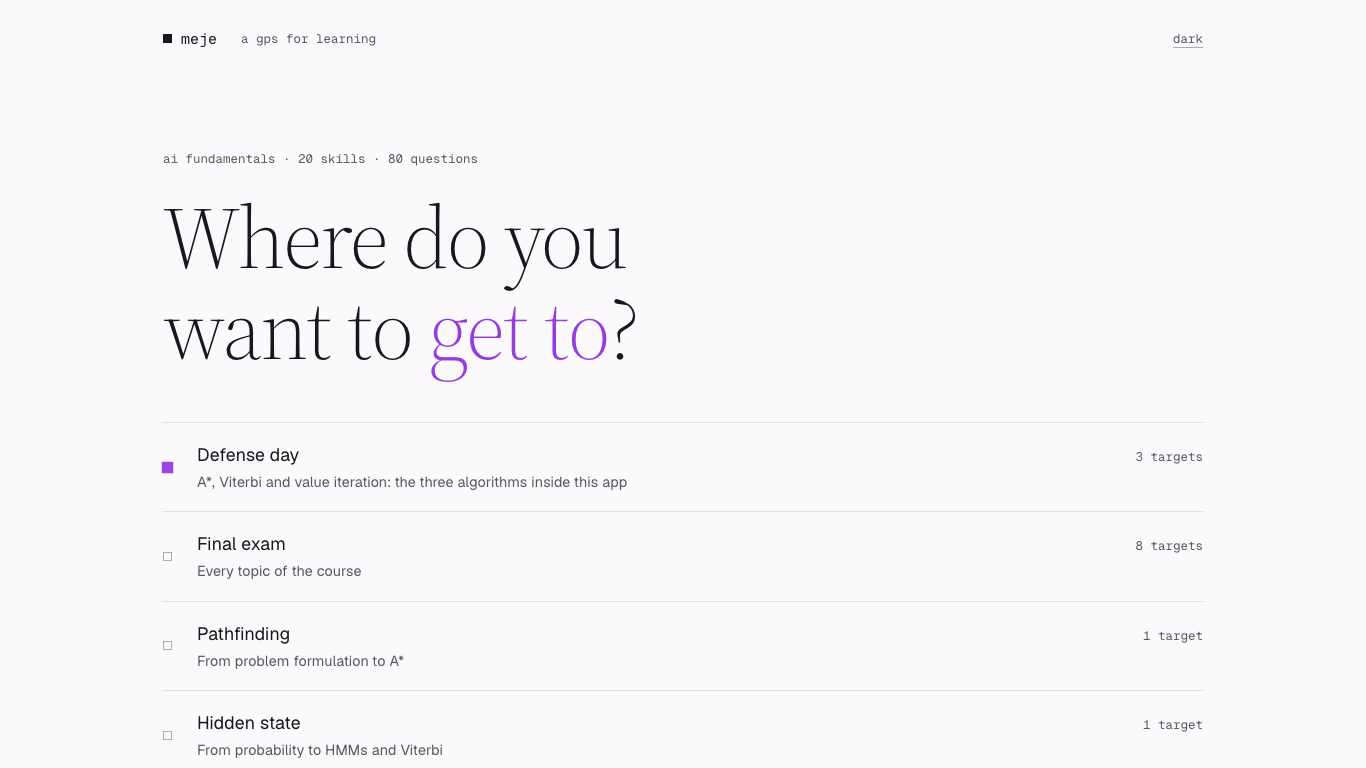 meje
a gps for learning
dark
ai fundamentals · 20 skills · 80 questions
Where do you
want to get to?
Defense day
3 targets
A*, Viterbi and value iteration: the three algorithms inside this app
Final exam
8 targets
Every topic of the course
Pathfinding
1 target
From problem formulation to A*
Hidden state
1 target
From probability to HMMs and Viterbi